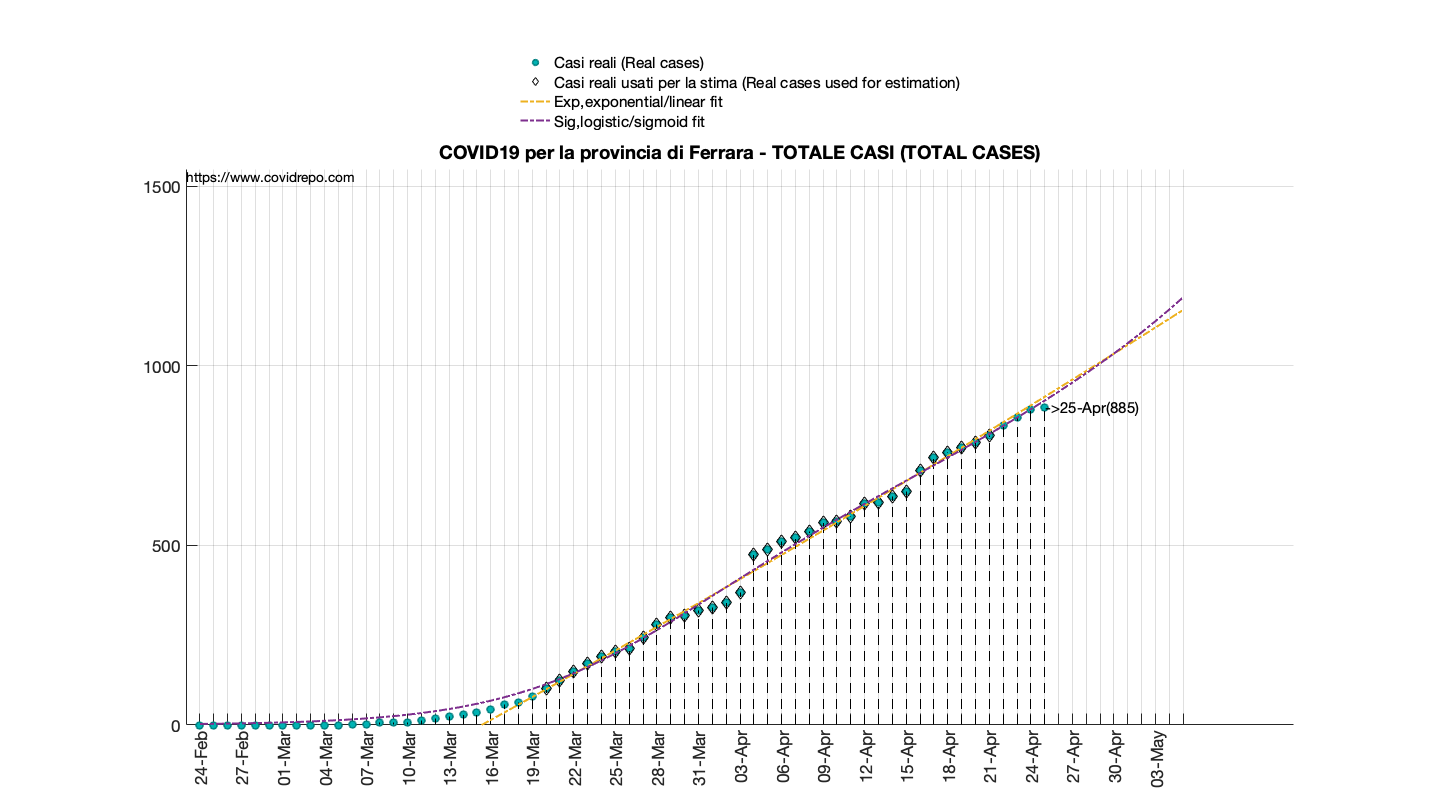 Casi reali (Real cases)
Casi reali usati per la stima (Real cases used for estimation)
Exp,exponential/linear fit
Sig,logistic/sigmoid fit
COVID19 per la provincia di Ferrara - TOTALE CASI (TOTAL CASES)
https://www.covidrepo.com
1500
1000
500
0
->25-Apr(885)
24-Feb
27-Feb
01-Mar
04-Mar
07-Mar
10-Mar
13-Mar
16-Mar
19-Mar
22-Mar
25-Mar
28-Mar
31-Mar
03-Apr
06-Apr
09-Apr
12-Apr
15-Apr
18-Apr
21-Apr
24-Apr
27-Apr
30-Apr
03-May